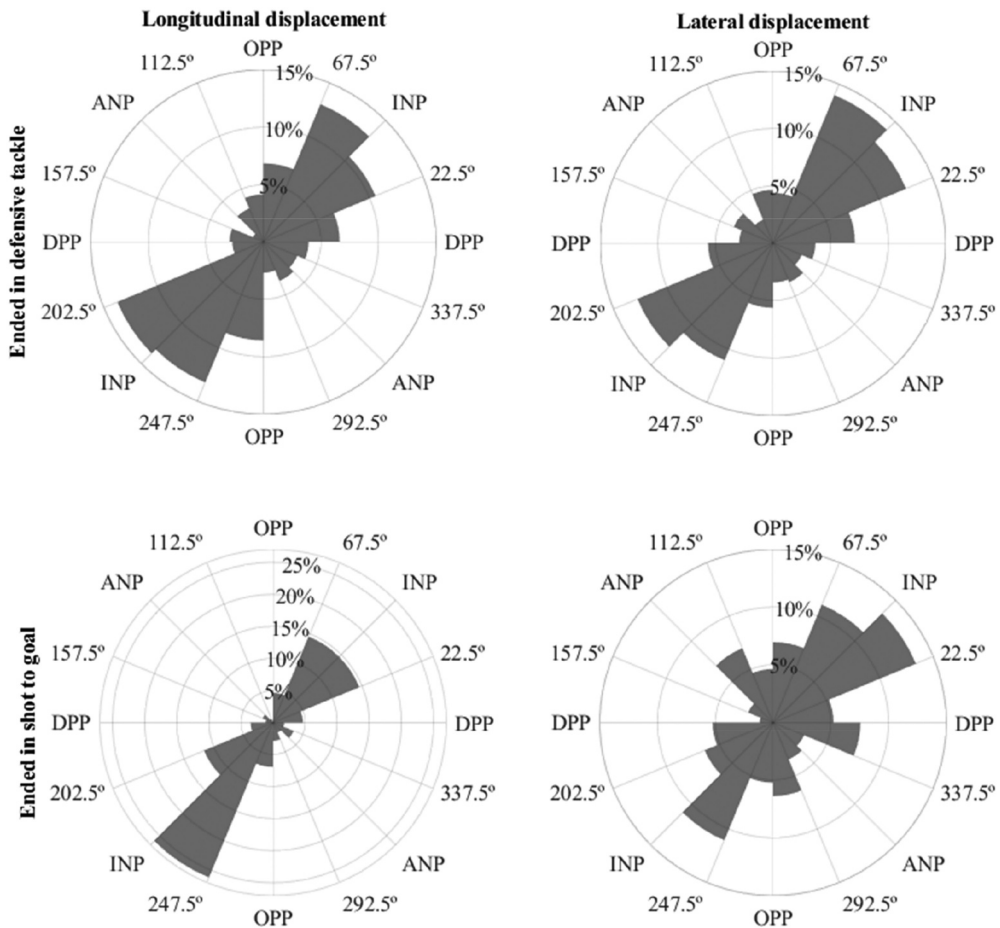 Longitudinal displacement
Lateral displacement
Ended in defensive tackle
OPP
112.5º
67.5º
15%
ANP
INP
10%
157.5º
22.5º
5%
DPP
DPP
202.5º
337.5º
INP
ANP
247.5º
292.5º
OPP
OPP
112.5º
67.5º
15%
ANP
INP
10%
157.5º
22.5º
5%
DPP
DPP
202.5º
337.5º
INP
ANP
247.5º
292.5º
OPP
Ended in shot to goal
OPP
112.5º
67.5º
25%
ANP
INP
20%
15%
157.5º
22.5º
10%
5%
DPP
DPP
202.5º
337.5º
INP
ANP
247.5º
292.5º
OPP
OPP
112.5º
67.5º
15%
ANP
INP
10%
157.5º
22.5º
5%
DPP
DPP
202.5º
337.5º
INP
ANP
247.5º
292.5º
OPP